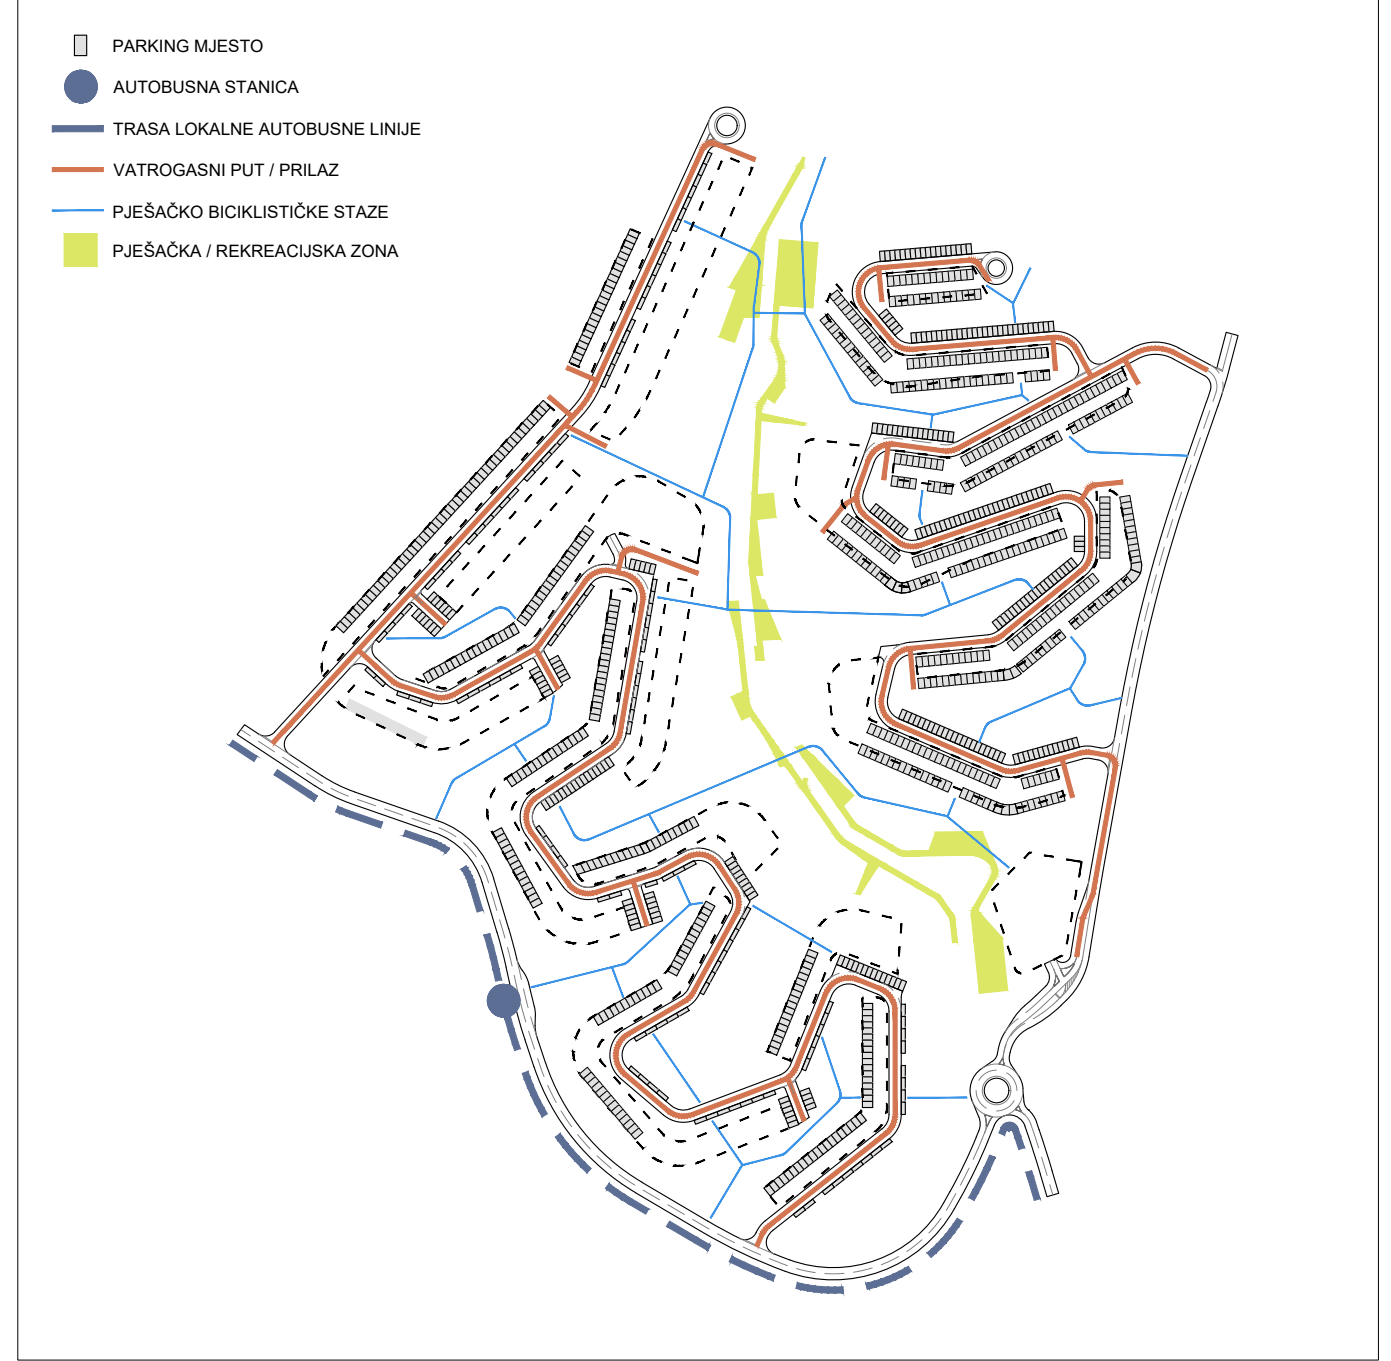 PARKING MJESTO
AUTOBUSNA STANICA
TRASA LOKALNE AUTOBUSNE LINIJE
VATROGASNI PUT / PRILAZ
PJEŠAČKO BICIKLISTIČKE STAZE
PJEŠAČKA / REKREACIJSKA ZONA